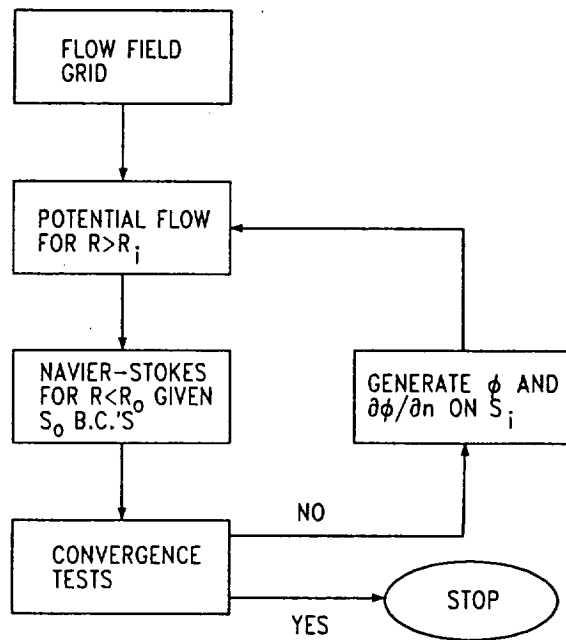 FLOW FIELD
GRID
POTENTIAL FLOW
FOR R>R_i
NAVIER-STOKES
FOR R<R_o GIVEN
S_o B.C.'S
GENERATE ϕ AND
∂ϕ/∂n ON S_i
NO
CONVERGENCE
TESTS
STOP
YES